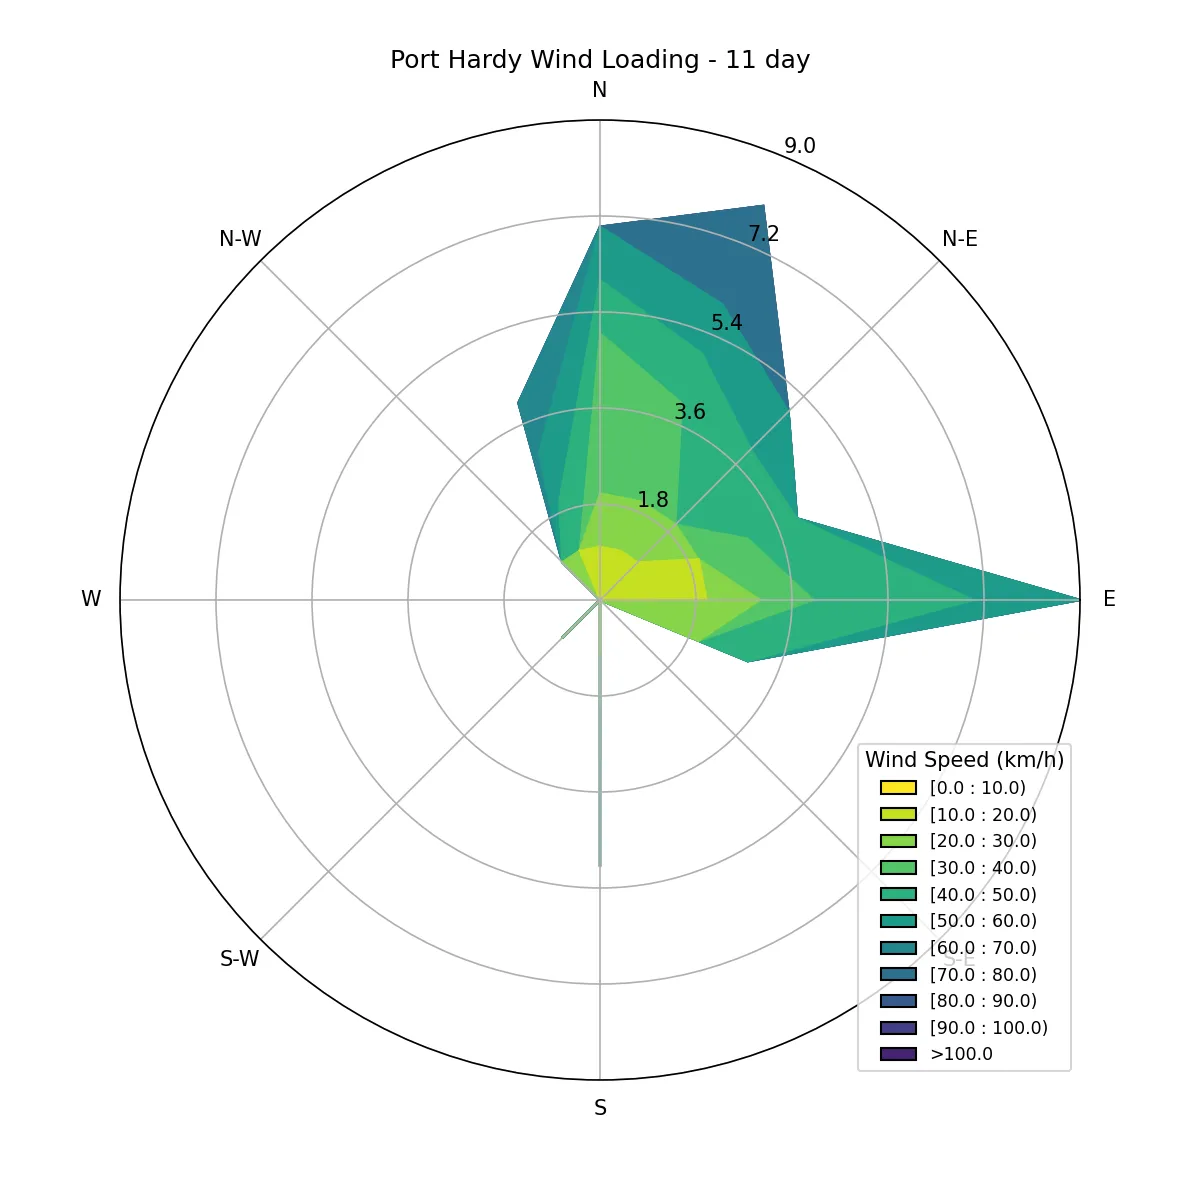 Port Hardy Wind Loading - 11 day
N
9.0
N-W
7.2
N-E
5.4
3.6
1.8
W
E
Wind Speed (km/h)
[0.0 : 10.0)
[10.0 : 20.0)
[20.0 : 30.0)
[30.0 : 40.0)
[40.0 : 50.0)
[50.0 : 60.0)
[60.0 : 70.0)
[70.0 : 80.0)
[80.0 : 90.0)
[90.0 : 100.0)
>100.0
S-W
S-E
S